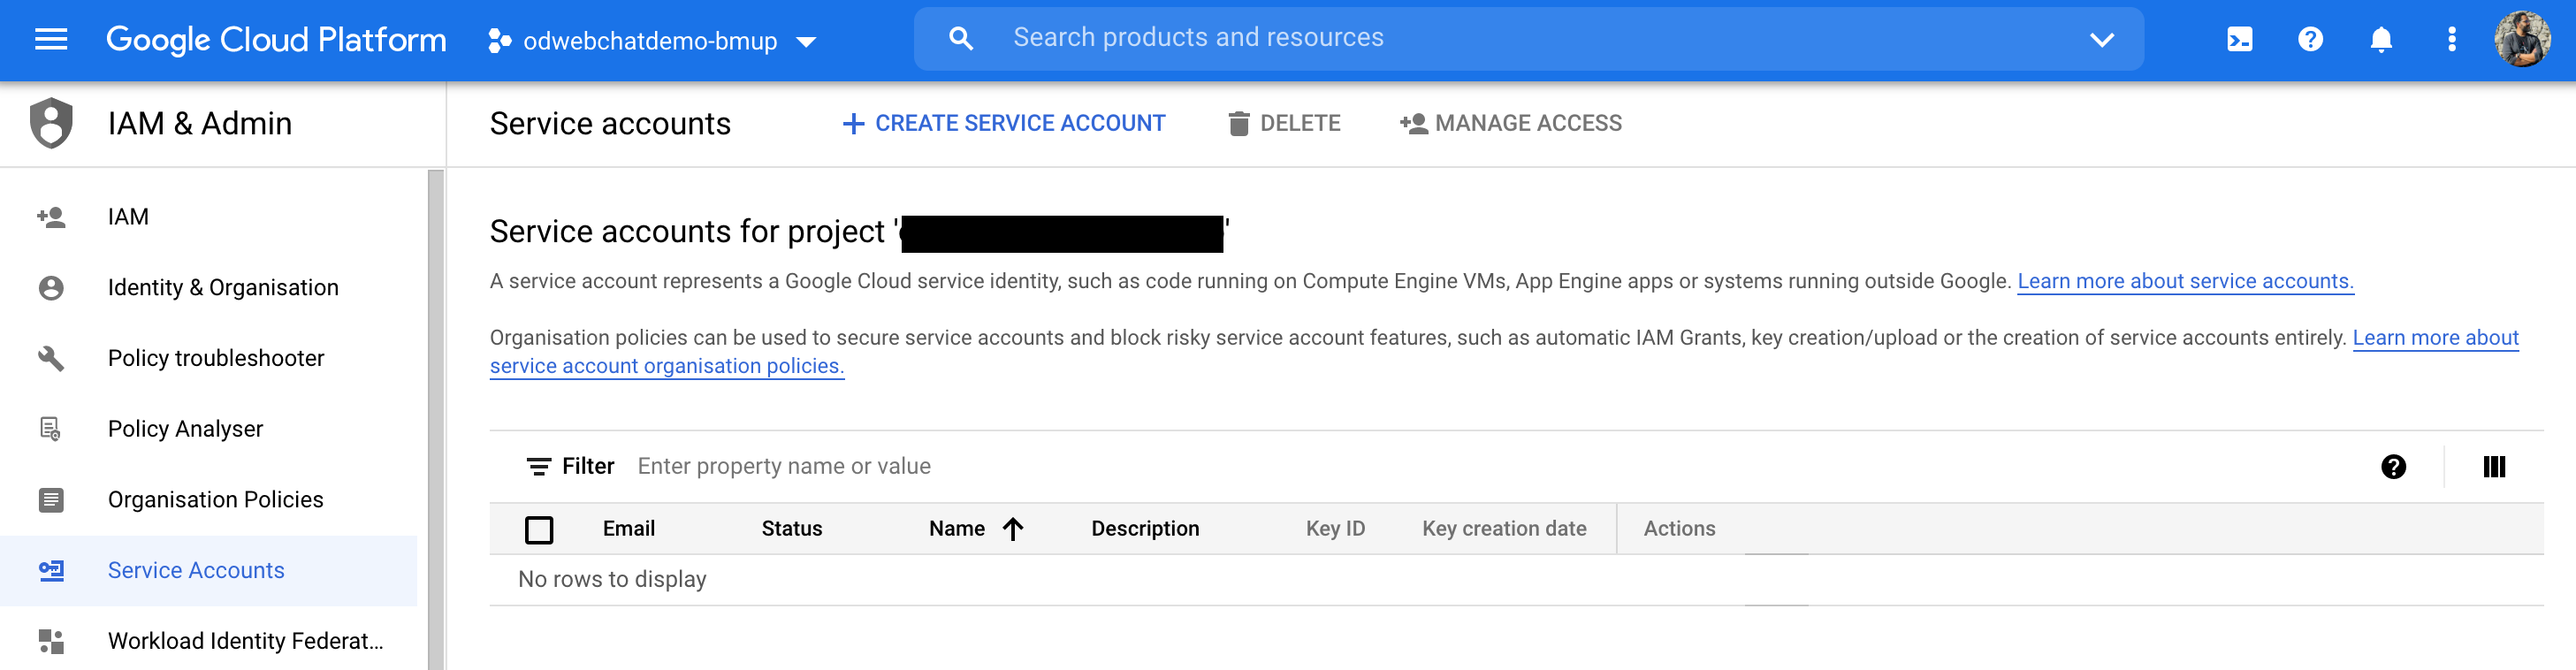 Google Cloud Platform
odwebchatdemo-bmup
Search products and resources
IAM & Admin
Service accounts
CREATE SERVICE ACCOUNT
DELETE
MANAGE ACCESS
IAM
Identity & Organisation
Policy troubleshooter
Policy Analyser
Organisation Policies
Service Accounts
Workload Identity Federat...
Service accounts for project ' '
A service account represents a Google Cloud service identity, such as code running on Compute Engine VMs, App Engine apps or systems running outside Google. Learn more about service accounts.
Organisation policies can be used to secure service accounts and block risky service account features, such as automatic IAM Grants, key creation/upload or the creation of service accounts entirely. Learn more about
service account organisation policies.
Filter Enter property name or value
Email Status Name Description Key ID Key creation date Actions
No rows to display